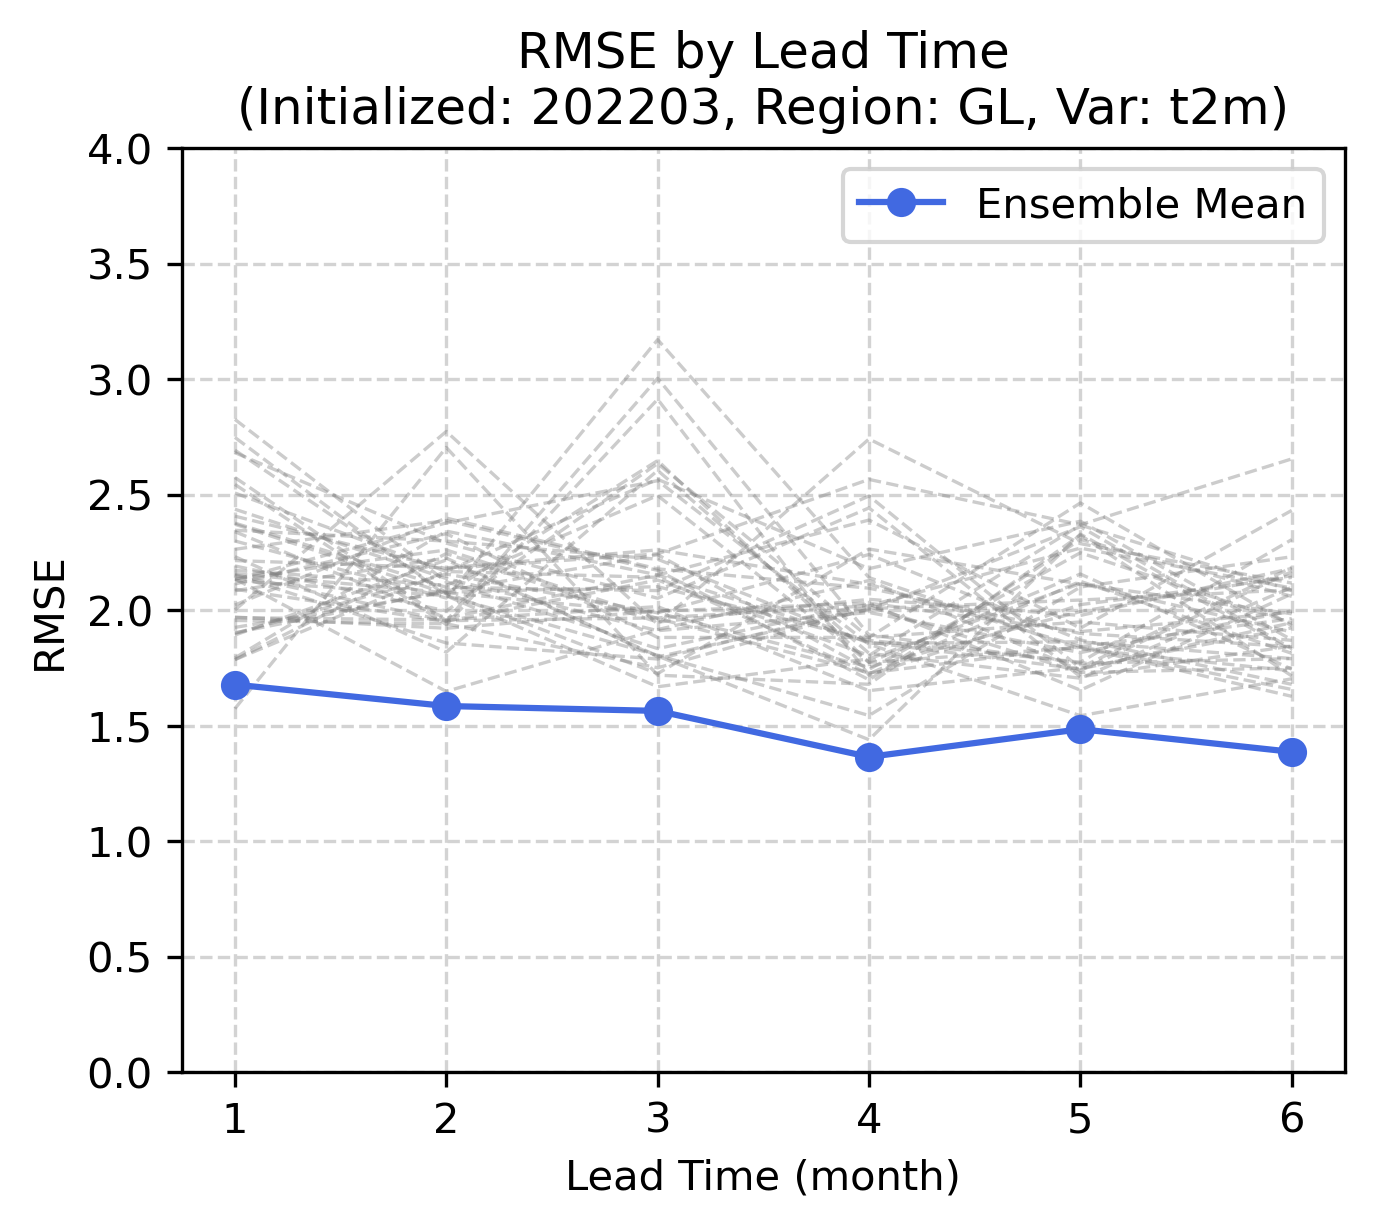 RMSE by Lead Time
(Initialized: 202203, Region: GL, Var: t2m)
Ensemble Mean
RMSE
4.0
3.5
3.0
2.5
2.0
1.5
1.0
0.5
0.0
1 2 3 4 5 6
Lead Time (month)